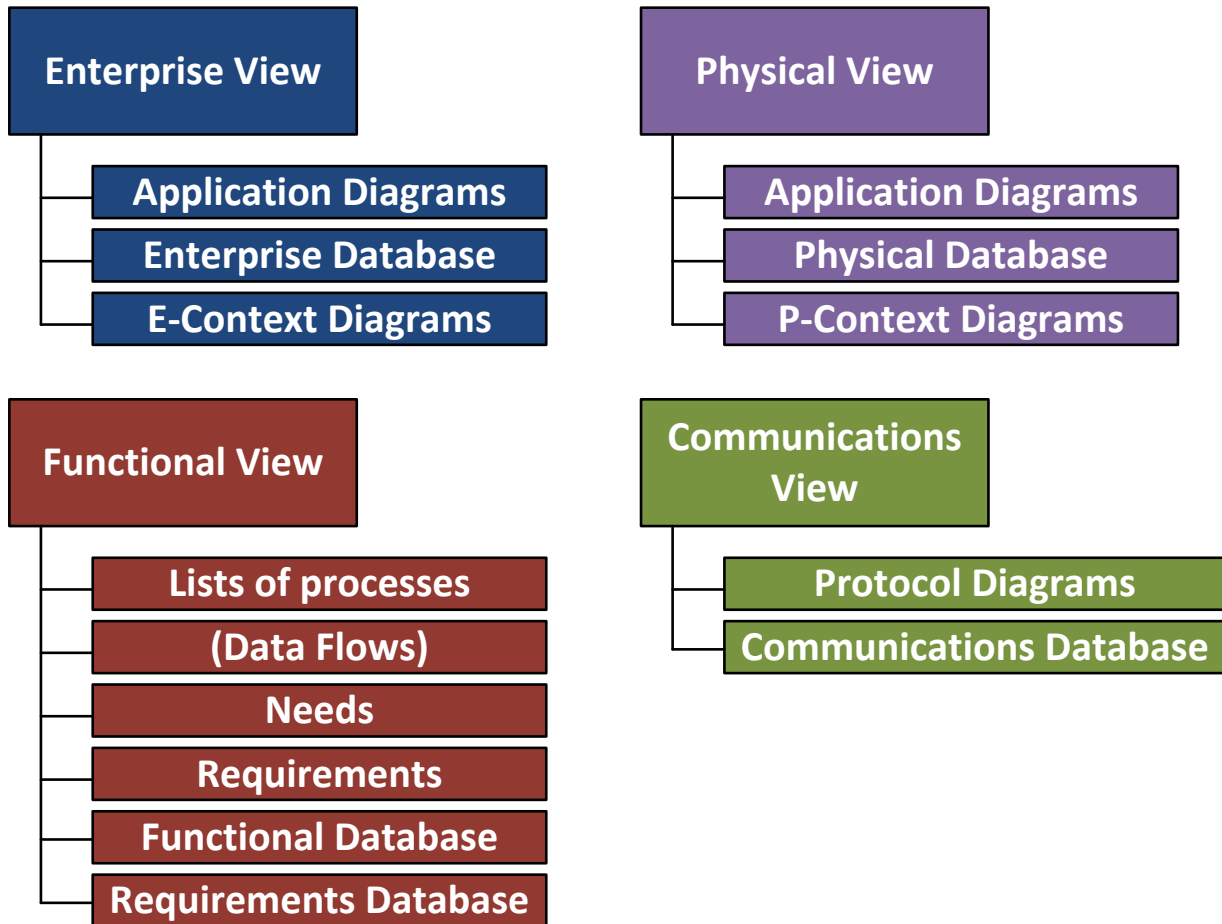 Enterprise View
Application Diagrams
Enterprise Database
E-Context Diagrams
Physical View
Application Diagrams
Physical Database
P-Context Diagrams
Functional View
Lists of processes
(Data Flows)
Needs
Requirements
Functional Database
Requirements Database
Communications
View
Protocol Diagrams
Communications Database